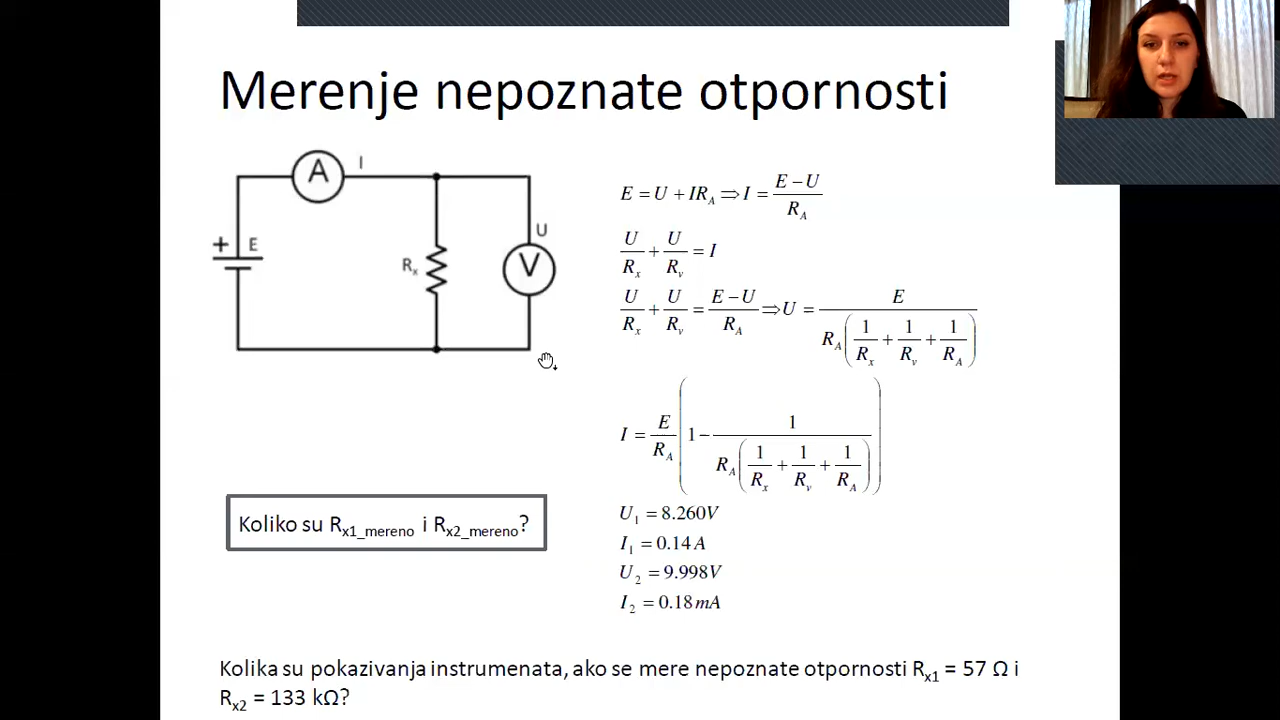 Merenje nepoznate otpornosti
A
I
+
E
R_x
U
V
E = U + IR_A ⇒ I = (E − U)/R_A
U/R_x + U/R_v = I
U/R_x + U/R_v = (E − U)/R_A ⇒ U = E/(R_A(1/R_x + 1/R_v + 1/R_A))
I = E/R_A (1 − 1/(R_A(1/R_x + 1/R_v + 1/R_A)))
U_1 = 8.260V
I_1 = 0.14A
U_2 = 9.998V
I_2 = 0.18mA
Koliko su R_x1_mereno i R_x2_mereno?
Kolika su pokazivanja instrumenata, ako se mere nepoznate otpornosti R_x1 = 57 Ω i
R_x2 = 133 kΩ?